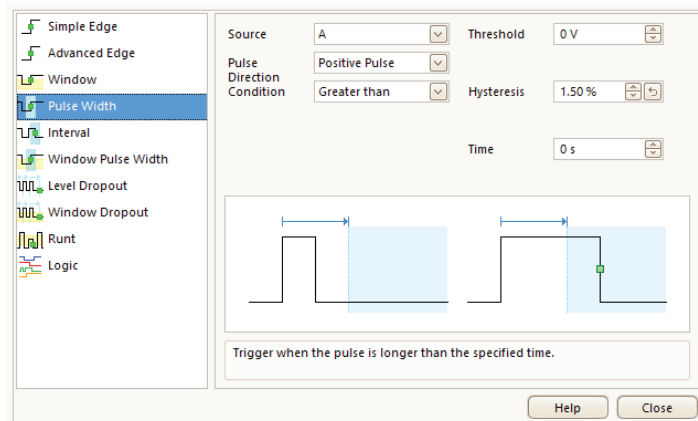 Simple Edge
Advanced Edge
Window
Pulse Width
Interval
Window Pulse Width
Level Dropout
Window Dropout
Runt
Logic
Source A Threshold 0 V
Pulse Direction Positive Pulse
Condition Greater than Hysteresis 1.50 %
Time 0 s
Trigger when the pulse is longer than the specified time.
Help Close